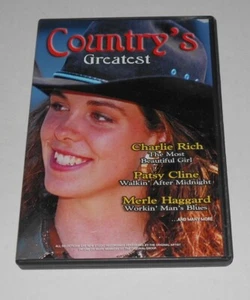 Country's
Greatest
Charlie Rich
The Most
Beautiful Girl
Patsy Cline
Walkin' After Midnight
Merle Haggard
Workin' Man's Blues
...AND MANY MORE